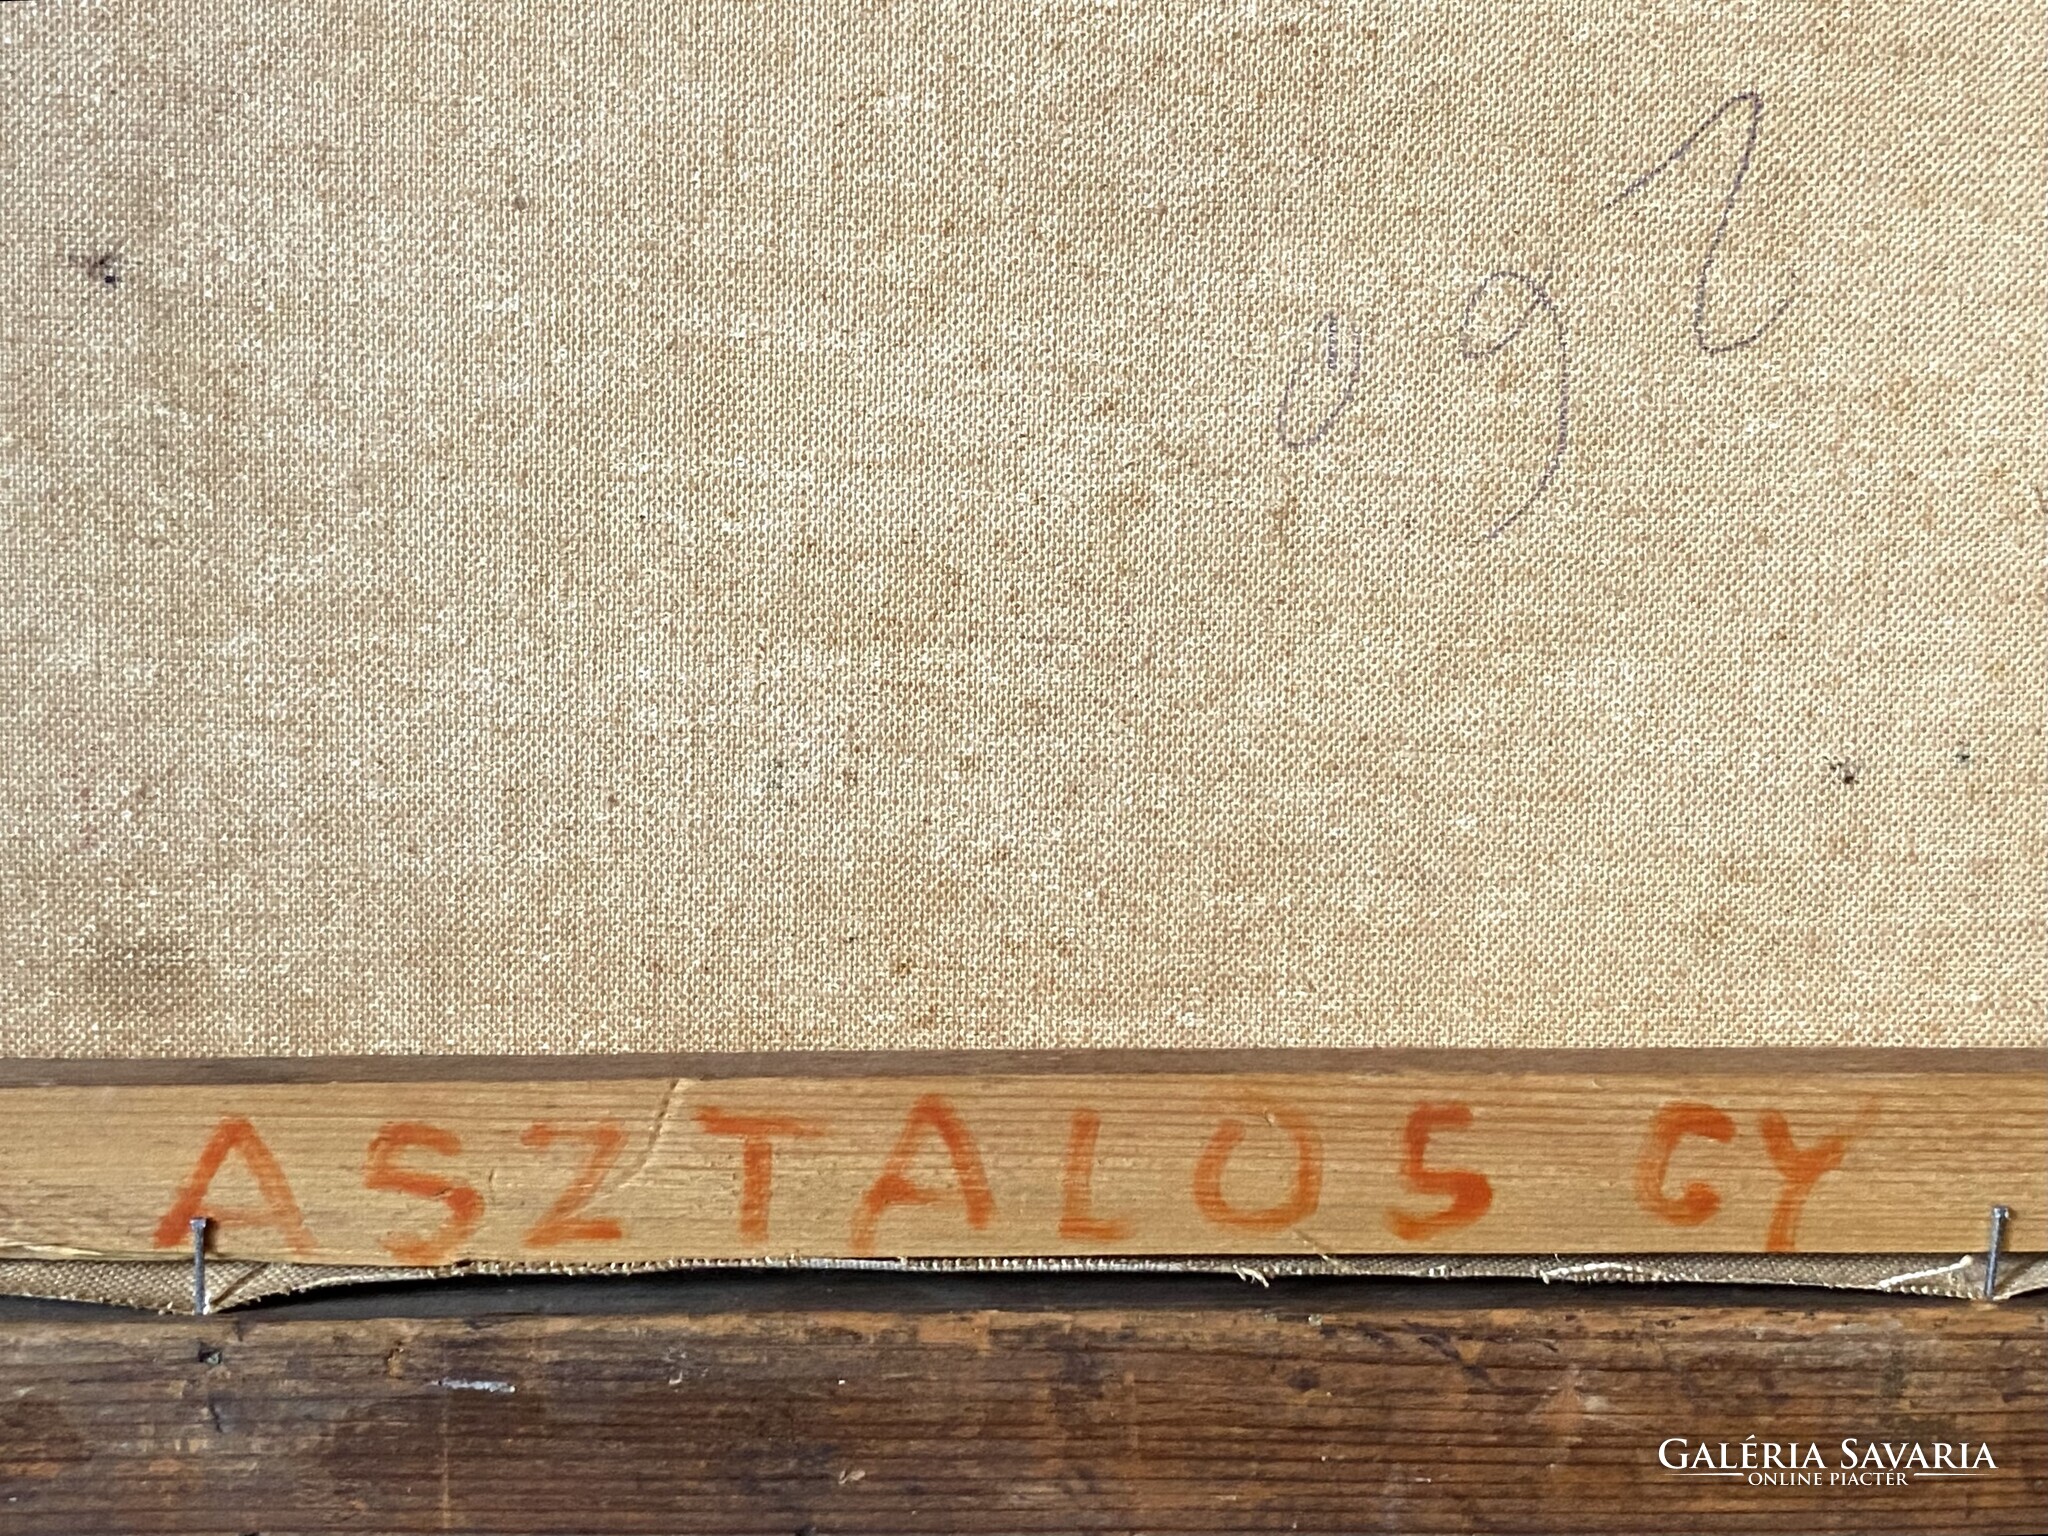 ASZTALOS GY
GALÉRIA SAVARIA
ONLINE PIACTÉR